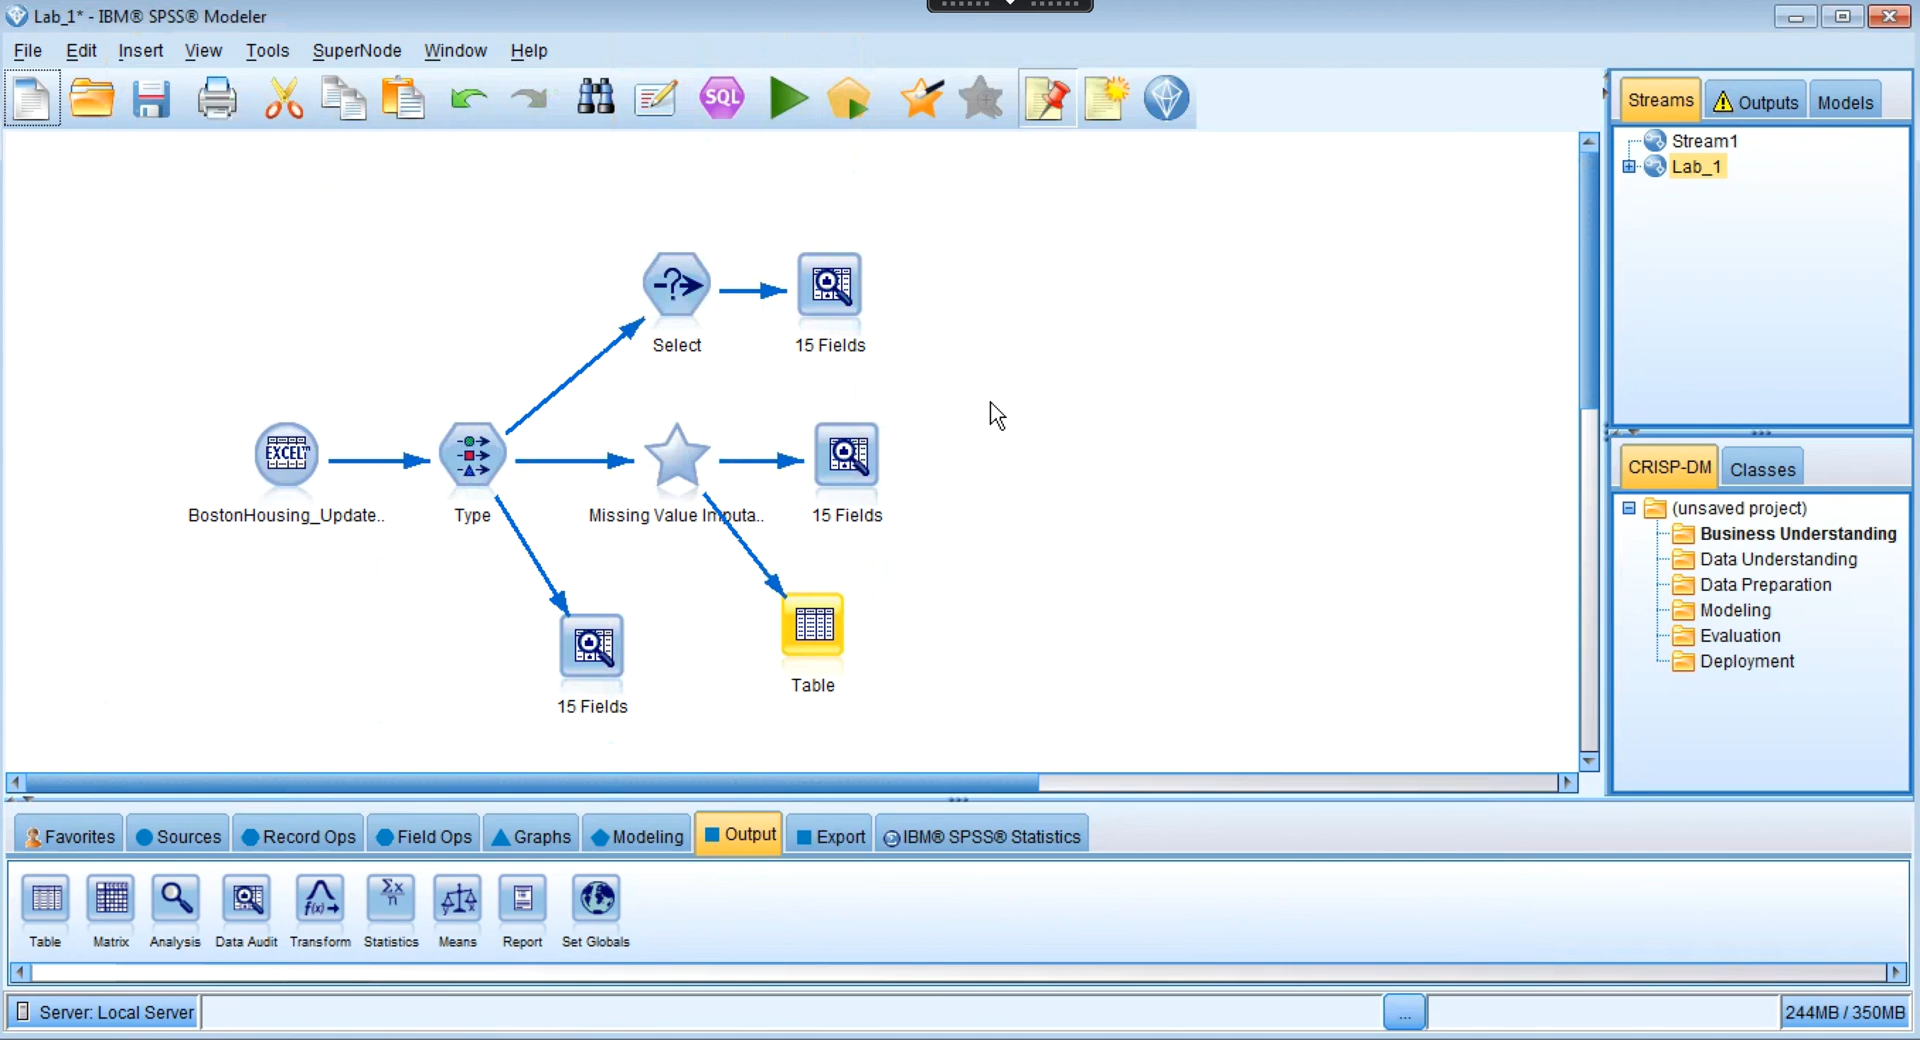 Lab_1* - IBM® SPSS® Modeler
File Edit Insert View Tools SuperNode Window Help
SQL
Streams Outputs Models
Stream1
Lab_1
Select
15 Fields
EXCEL
BostonHousing_Update..
Type
Missing Value Imputa..
15 Fields
15 Fields
Table
CRISP-DM Classes
(unsaved project)
Business Understanding
Data Understanding
Data Preparation
Modeling
Evaluation
Deployment
Favorites Sources Record Ops Field Ops Graphs Modeling Output Export IBM® SPSS® Statistics
f(x) Σx n y x
Table Matrix Analysis Data Audit Transform Statistics Means Report Set Globals
Server: Local Server ... 244MB / 350MB